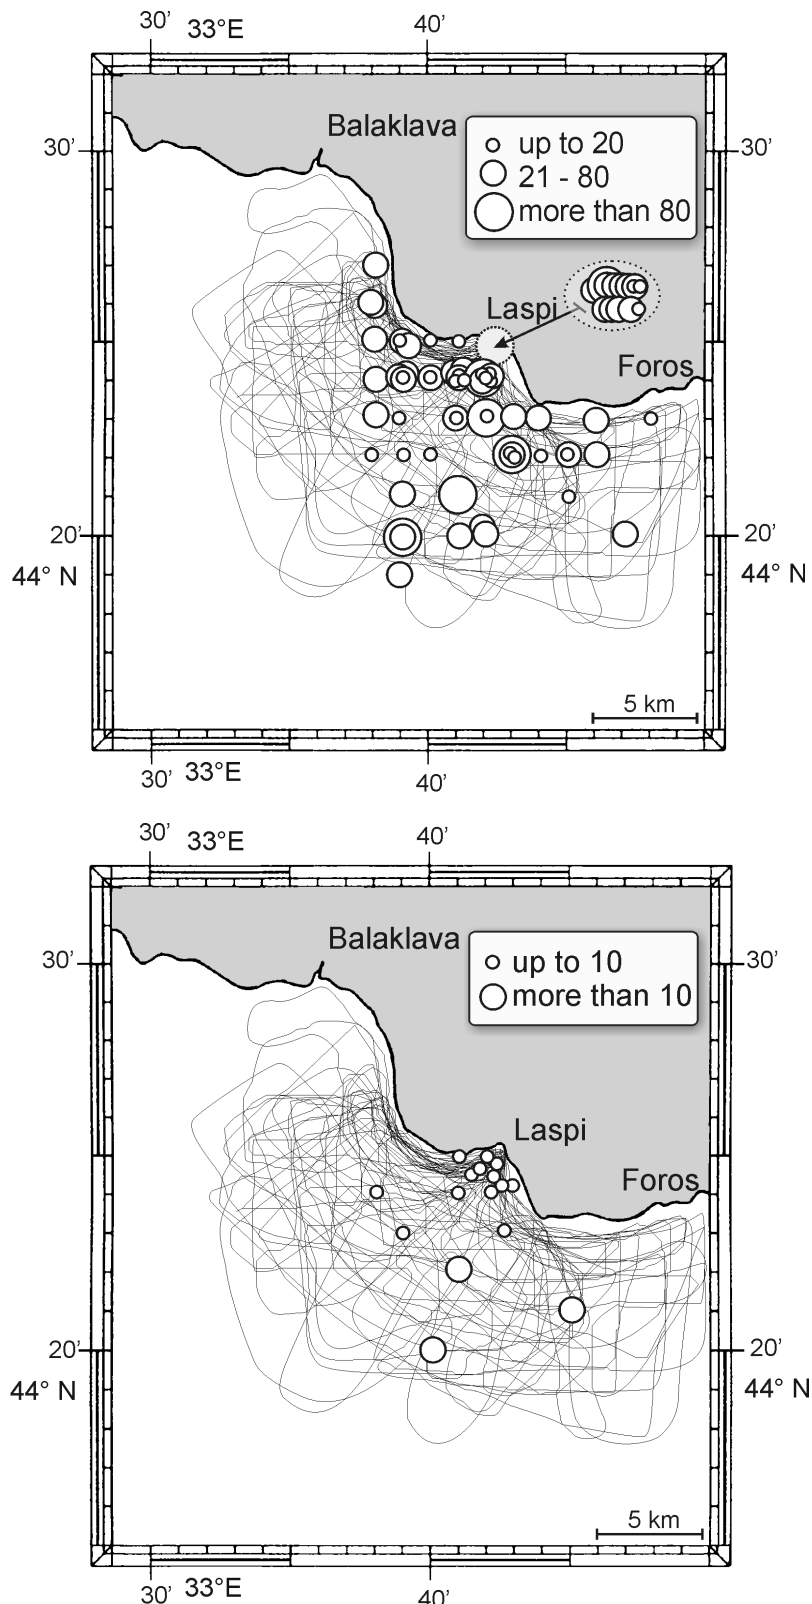 30' 33°E 40'
Balaklava
30' 30'
up to 20
21 - 80
more than 80
Laspi
Foros
20' 20'
44° N 44° N
5 km
30' 33°E 40'
30' 33°E 40'
Balaklava
30' 30'
up to 10
more than 10
Laspi
Foros
20' 20'
44° N 44° N
5 km
30' 33°E 40'